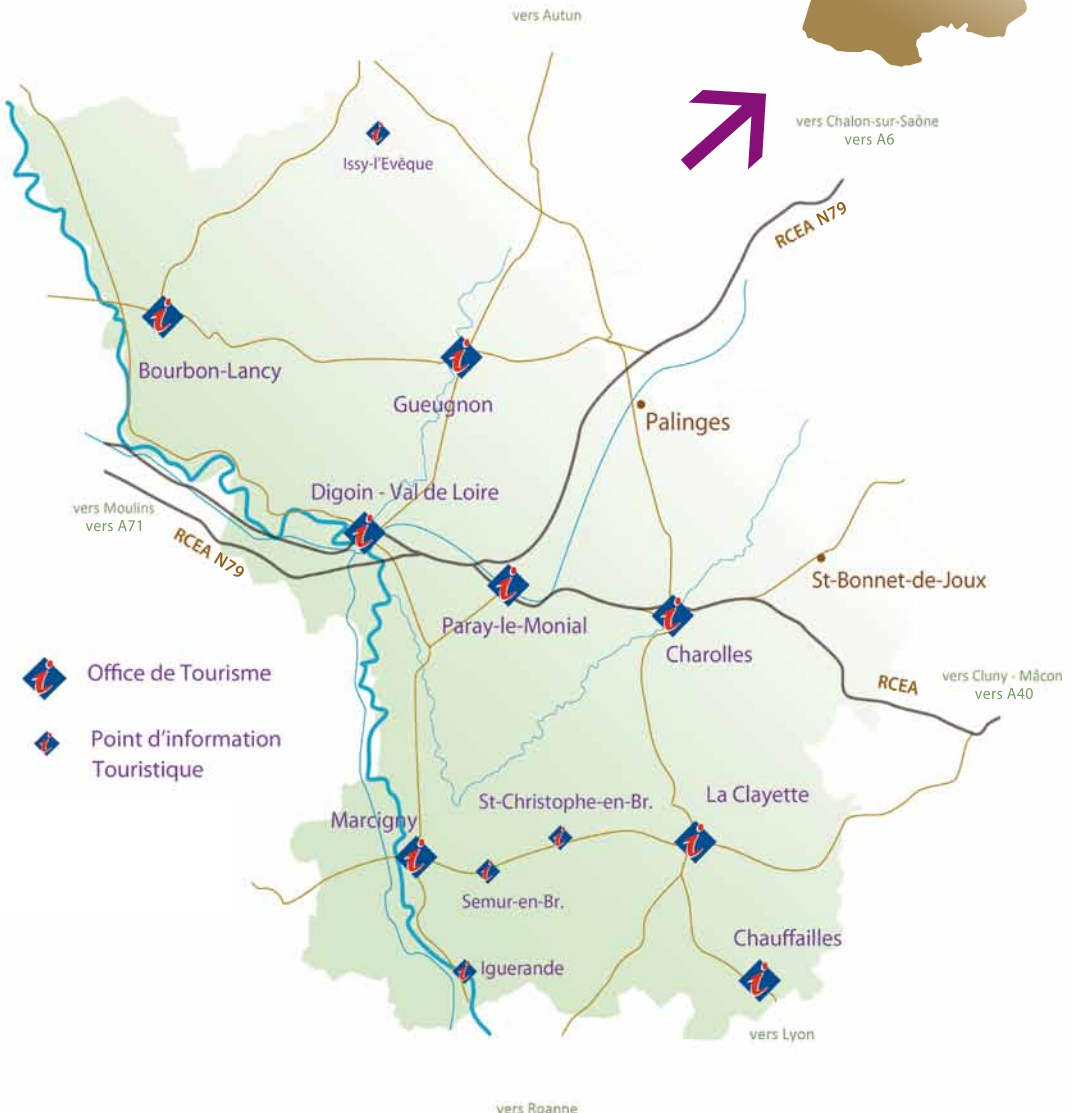 vers Autun
vers Chalon-sur-Saône
vers A6
Issy-l'Evêque
RCEA N79
Bourbon-Lancy
Gueugnon
Palinges
Digoin - Val de Loire
vers Moulins
vers A71
RCEA N79
St-Bonnet-de-Joux
Paray-le-Monial
Charolles
Office de Tourisme
RCEA
vers Cluny - Mâcon
vers A40
Point d'information
Touristique
St-Christophe-en-Br.
La Clayette
Marcigny
Semur-en-Br.
Chauffailles
Iguerande
vers Lyon
vers Roanne